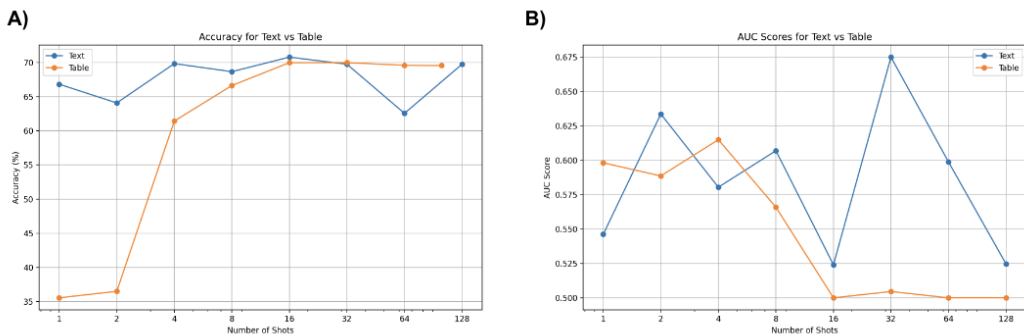 A)
Accuracy for Text vs Table
Text
Table
Accuracy (%)
70
65
60
55
50
45
40
35
1 2 4 8 16 32 64 128
Number of Shots
B)
AUC Scores for Text vs Table
Text
Table
AUC Score
0.675
0.650
0.625
0.600
0.575
0.550
0.525
0.500
1 2 4 8 16 32 64 128
Number of Shots